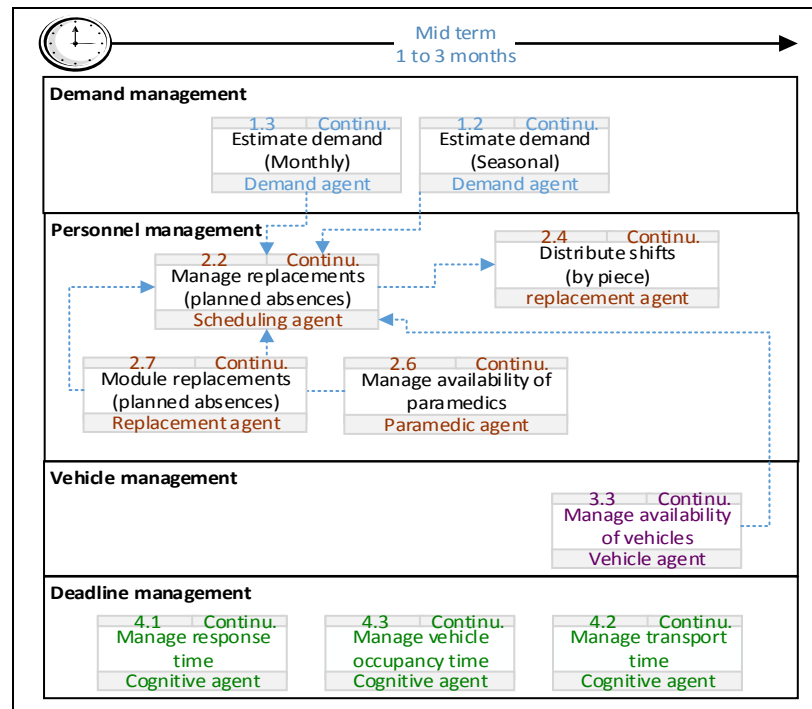 Mid term
1 to 3 months
Demand management
1.3 Continu.
Estimate demand
(Monthly)
Demand agent
1.2 Continu.
Estimate demand
(Seasonal)
Demand agent
Personnel management
2.2 Continu.
Manage replacements
(planned absences)
Scheduling agent
2.4 Continu.
Distribute shifts
(by piece)
replacement agent
2.7 Continu.
Module replacements
(planned absences)
Replacement agent
2.6 Continu.
Manage availability of
paramedics
Paramedic agent
Vehicle management
3.3 Continu.
Manage availability
of vehicles
Vehicle agent
Deadline management
4.1 Continu.
Manage response
time
Cognitive agent
4.3 Continu.
Manage vehicle
occupancy time
Cognitive agent
4.2 Continu.
Manage transport
time
Cognitive agent